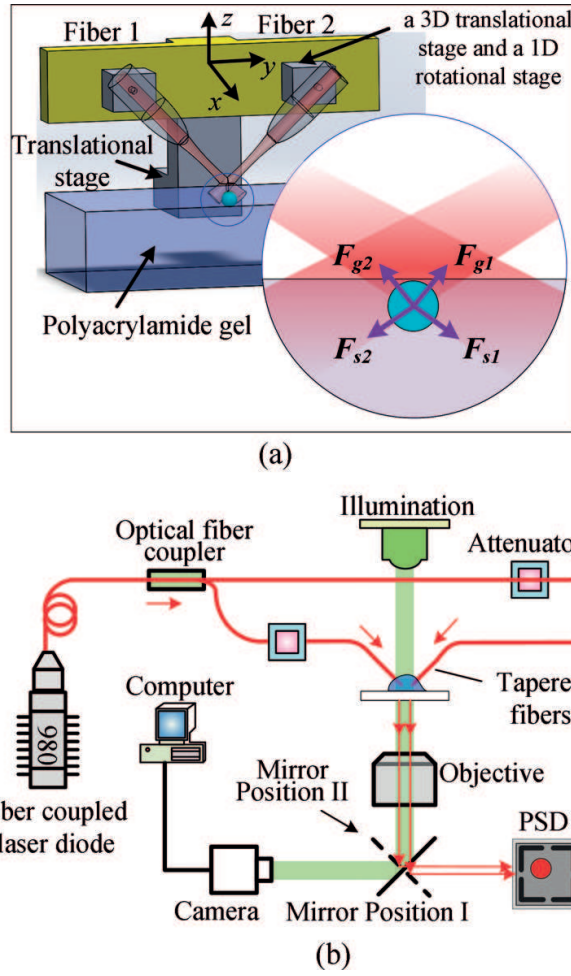 Fiber 1
z
Fiber 2
a 3D translational
stage and a 1D
rotational stage
y
x
Translational
stage
Polyacrylamide gel
Fg2
Fg1
Fs2
Fs1
(a)
Illumination
Optical fiber
coupler
Attenuato
Computer
Tapere
fibers
980
Mirror
Position II
Objective
PSD
ber coupled
laser diode
Camera
Mirror Position I
(b)